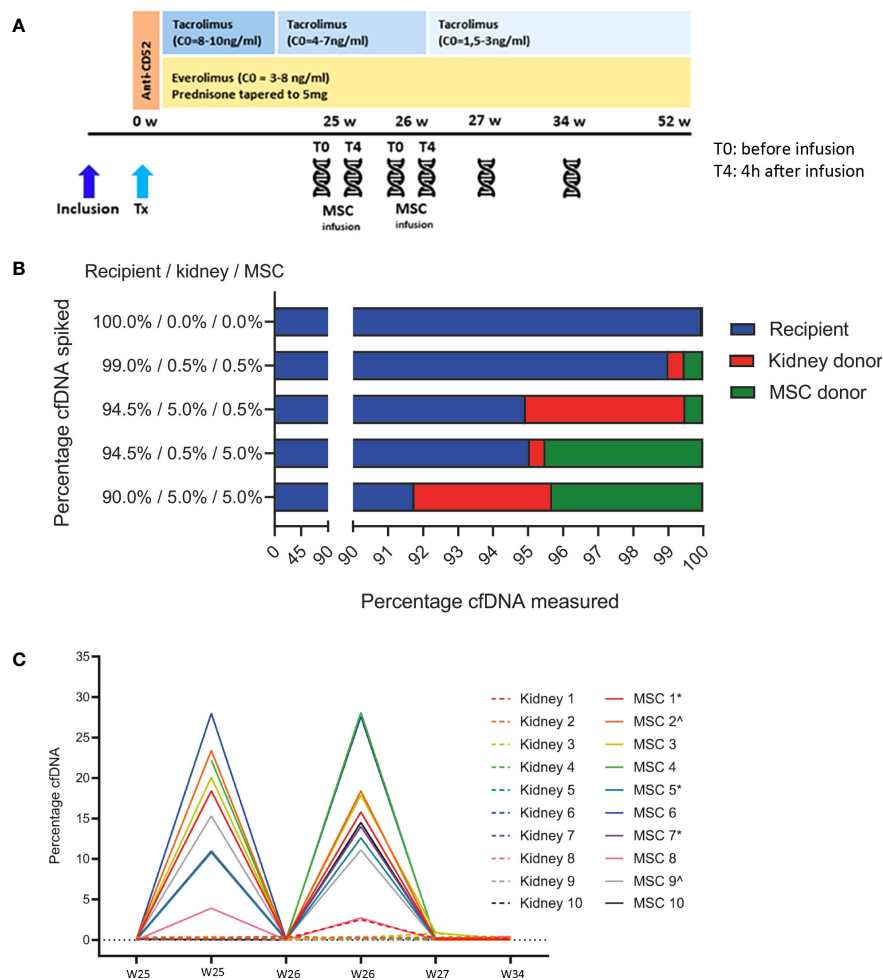 A
Anti-CD52
Tacrolimus
(C0=8-10ng/ml)
Tacrolimus
(C0=4-7ng/ml)
Tacrolimus
(C0=1,5-3ng/ml)
Everolimus (C0 = 3-8 ng/ml)
Prednisone tapered to 5mg
0 w 25 w 26 w 27 w 34 w 52 w
T0 T4 T0 T4
T0: before infusion
T4: 4h after infusion
Inclusion Tx
MSC
infusion
MSC
infusion
B
Recipient / kidney / MSC
Percentage cfDNA spiked
100.0% / 0.0% / 0.0%
99.0% / 0.5% / 0.5%
94.5% / 5.0% / 0.5%
94.5% / 0.5% / 5.0%
90.0% / 5.0% / 5.0%
0 45 90 90 91 92 93 94 95 96 97 98 99 100
Percentage cfDNA measured
Recipient
Kidney donor
MSC donor
C
Percentage cfDNA
35
30
25
20
15
10
5
0
W25 W25 W26 W26 W27 W34
Kidney 1 MSC 1*
Kidney 2 MSC 2^
Kidney 3 MSC 3
Kidney 4 MSC 4
Kidney 5 MSC 5*
Kidney 6 MSC 6
Kidney 7 MSC 7*
Kidney 8 MSC 8
Kidney 9 MSC 9^
Kidney 10 MSC 10